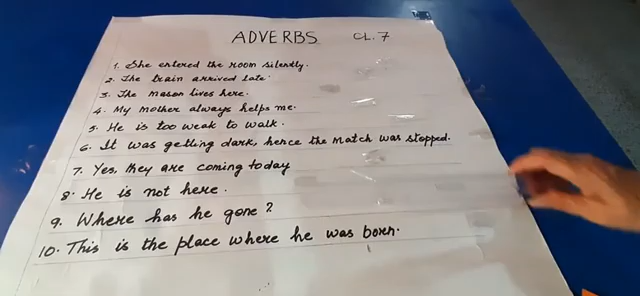 ADVERBS CL. 7
1. She entered the room silently.
2. The train arrived late.
3. The mason lives here.
4. My mother always helps me.
5. He is too weak to walk.
6. It was getting dark, hence the match was stopped.
7. Yes, they are coming today
8. He is not here.
9. Where has he gone?
10. This is the place where he was born.